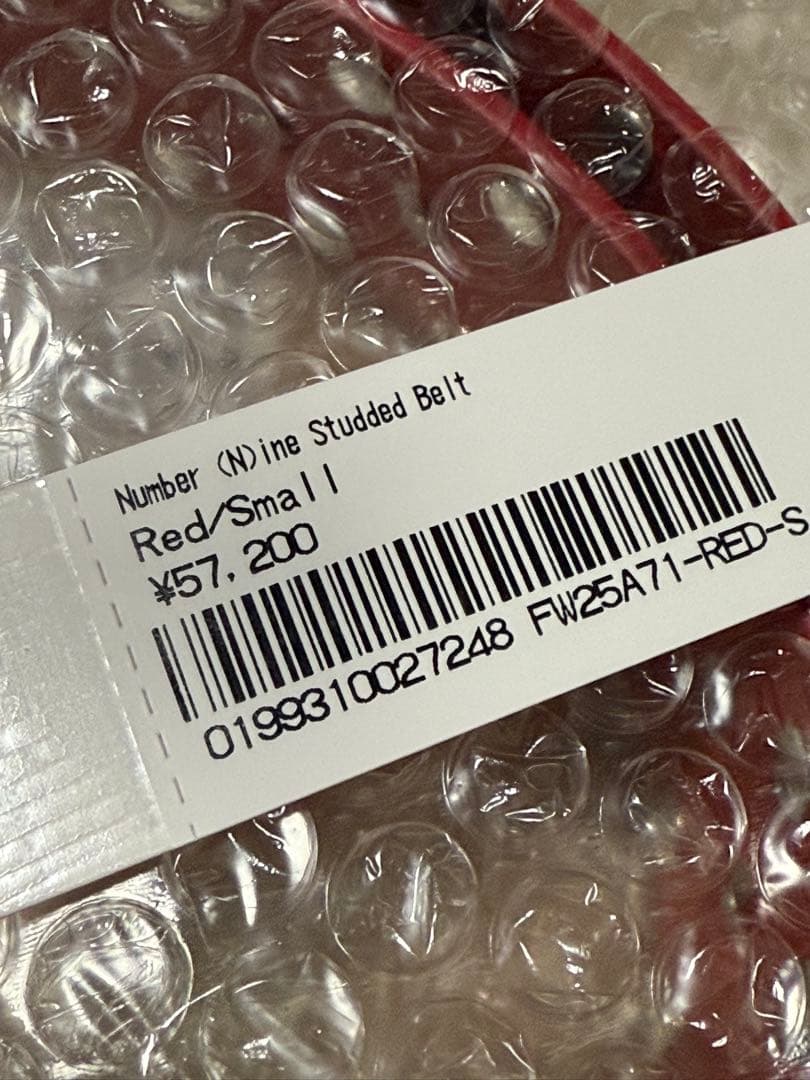 Number (N)ine Studded Belt
Red/Small
¥57,200
0199310027248 FW25A71-RED-S